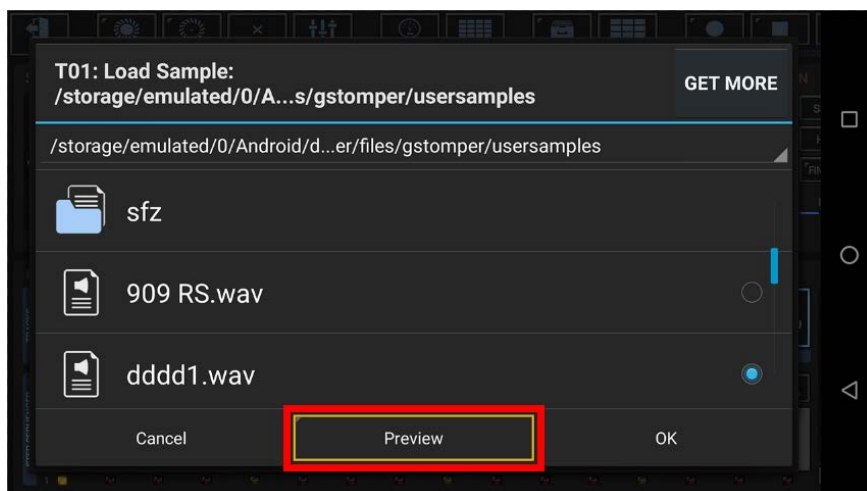 T01: Load Sample:
/storage/emulated/0/A...s/gstomper/usersamples
GET MORE
/storage/emulated/0/Android/d...er/files/gstomper/usersamples
sfz
909 RS.wav
dddd1.wav
Cancel
Preview
OK